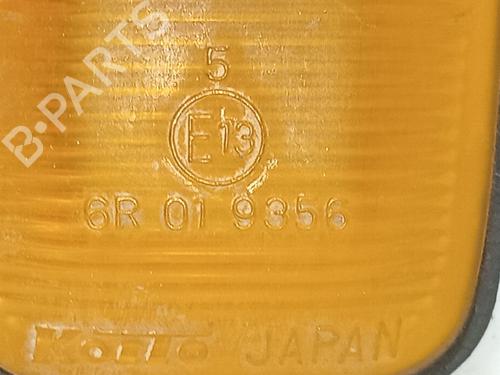 B-PARTS
5
E13
6R 01 9356
KOITO JAPAN